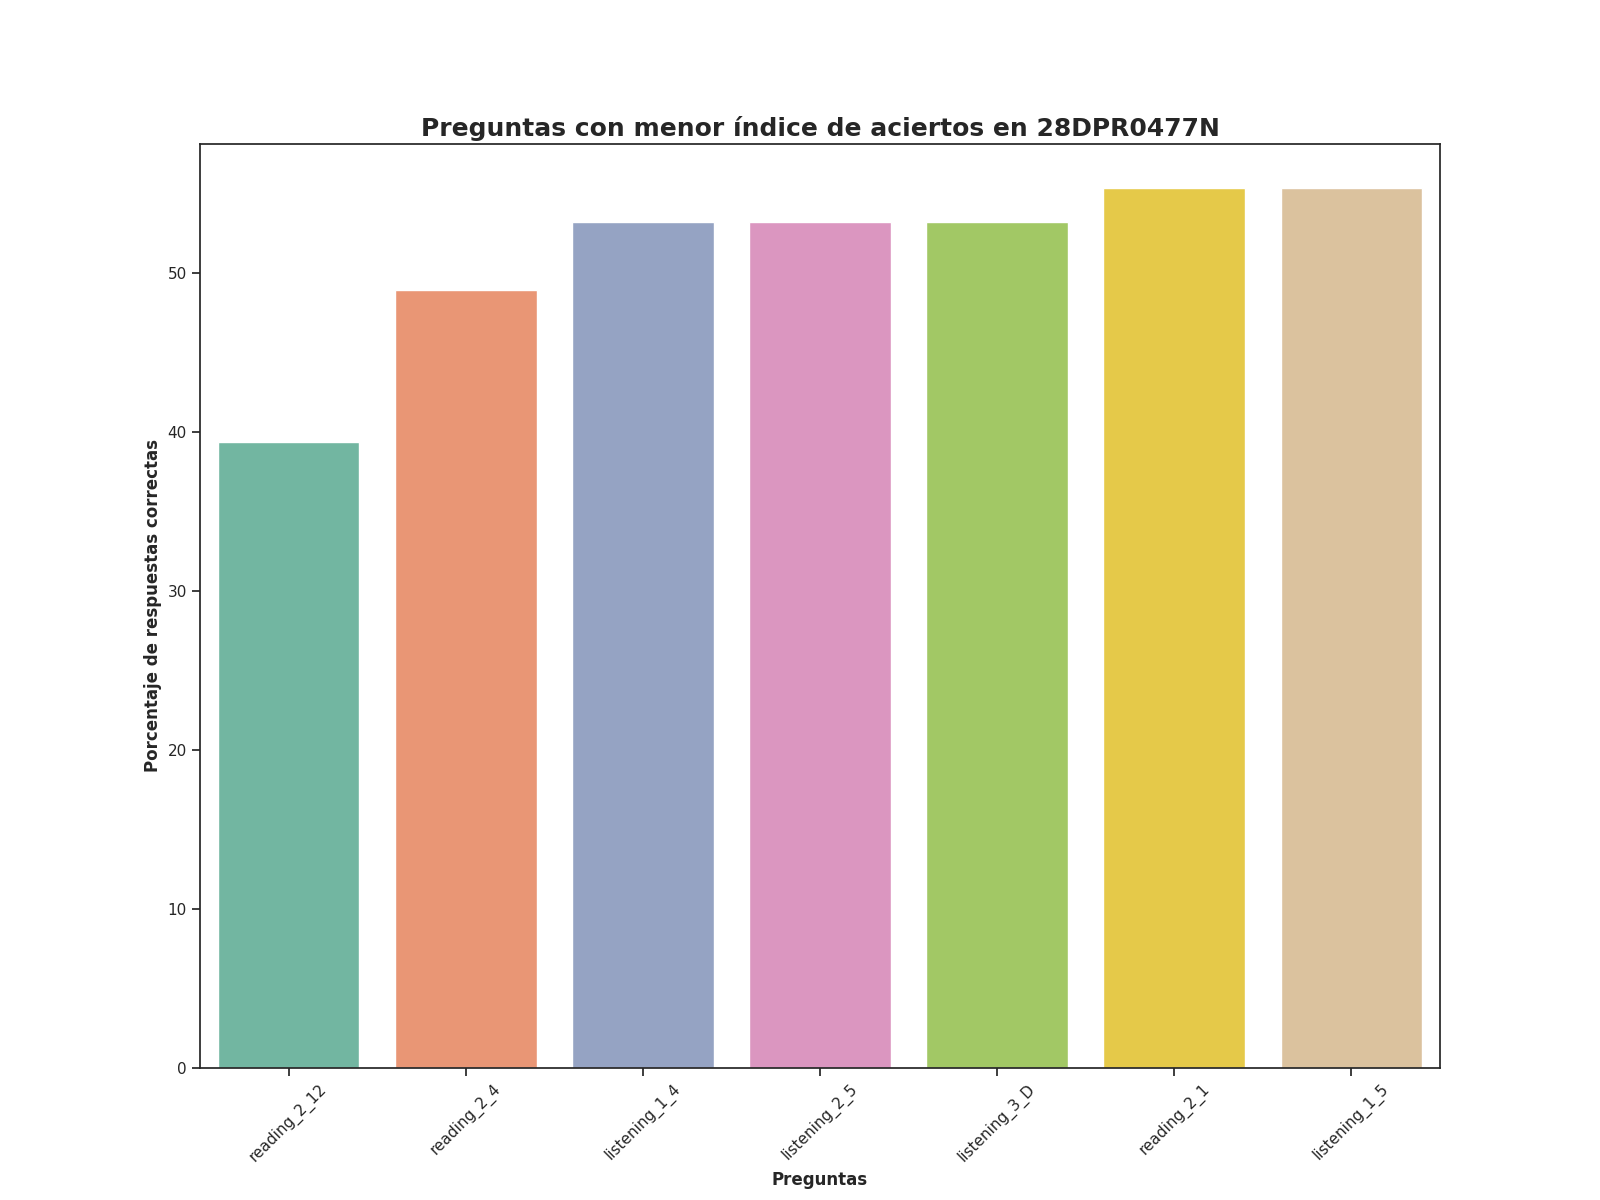 Preguntas con menor índice de aciertos en 28DPR0477N
Porcentaje de respuestas correctas
50
40
30
20
10
0
reading_2_12
reading_2_4
listening_1_4
listening_2_5
listening_3_D
reading_2_1
listening_1_5
Preguntas